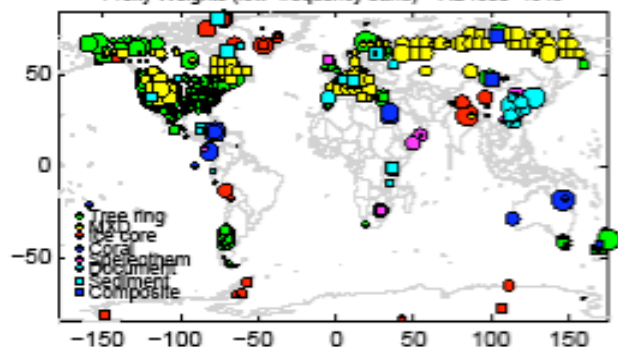 50
0
−50
Tree ring
MXD
Ice core
Coral
Speleothem
Document
Sediment
Composite
−150 −100 −50 0 50 100 150